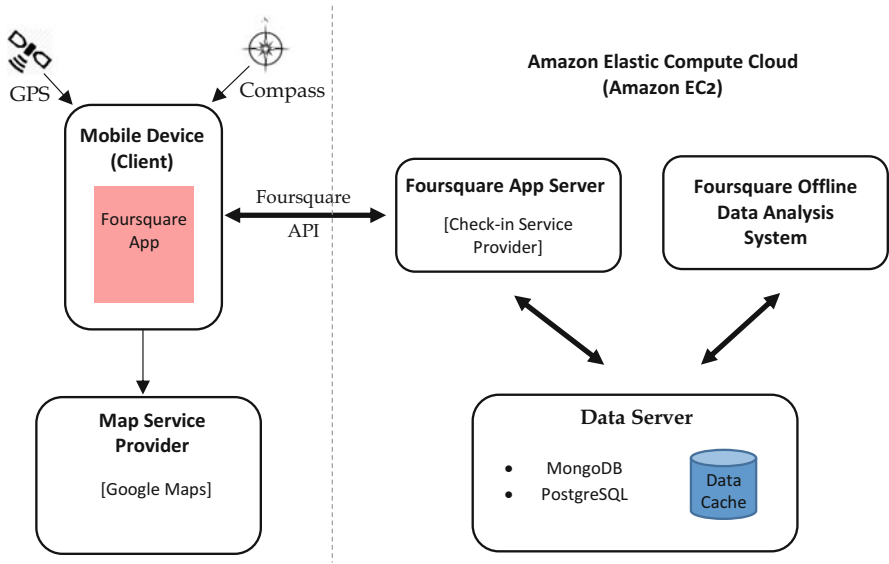 GPS
Compass
Mobile Device
(Client)
Foursquare
App
Foursquare
API
Map Service
Provider
[Google Maps]
Amazon Elastic Compute Cloud
(Amazon EC2)
Foursquare App Server
[Check-in Service
Provider]
Foursquare Offline
Data Analysis
System
Data Server
• MongoDB
• PostgreSQL
Data
Cache